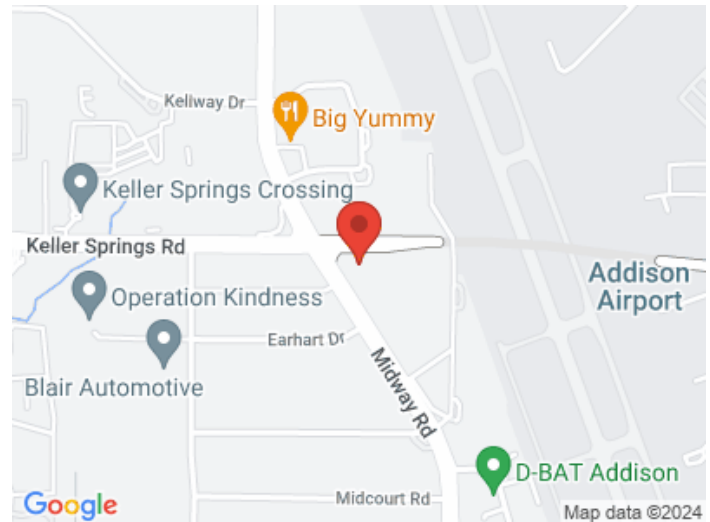 Kellway Dr
Big Yummy
Keller Springs Crossing
Keller Springs Rd
Addison
Airport
Operation Kindness
Earhart Dr
Blair Automotive
Midway Rd
D-BAT Addison
Midcourt Rd
Google
Map data ©2024